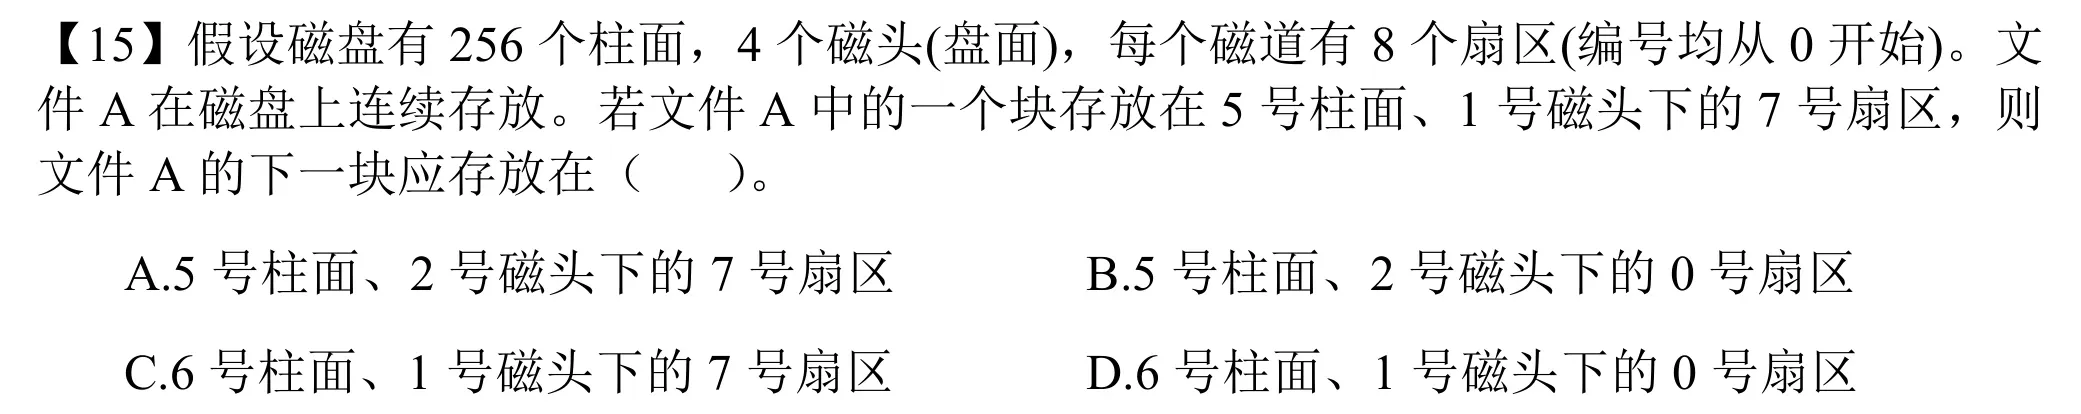 【15】假设磁盘有 256 个柱面，4 个磁头(盘面)，每个磁道有 8 个扇区(编号均从 0 开始)。文
件 A 在磁盘上连续存放。若文件 A 中的一个块存放在 5 号柱面、1 号磁头下的 7 号扇区，则
文件 A 的下一块应存放在（　　）。
A.5 号柱面、2 号磁头下的 7 号扇区　　B.5 号柱面、2 号磁头下的 0 号扇区
C.6 号柱面、1 号磁头下的 7 号扇区　　D.6 号柱面、1 号磁头下的 0 号扇区